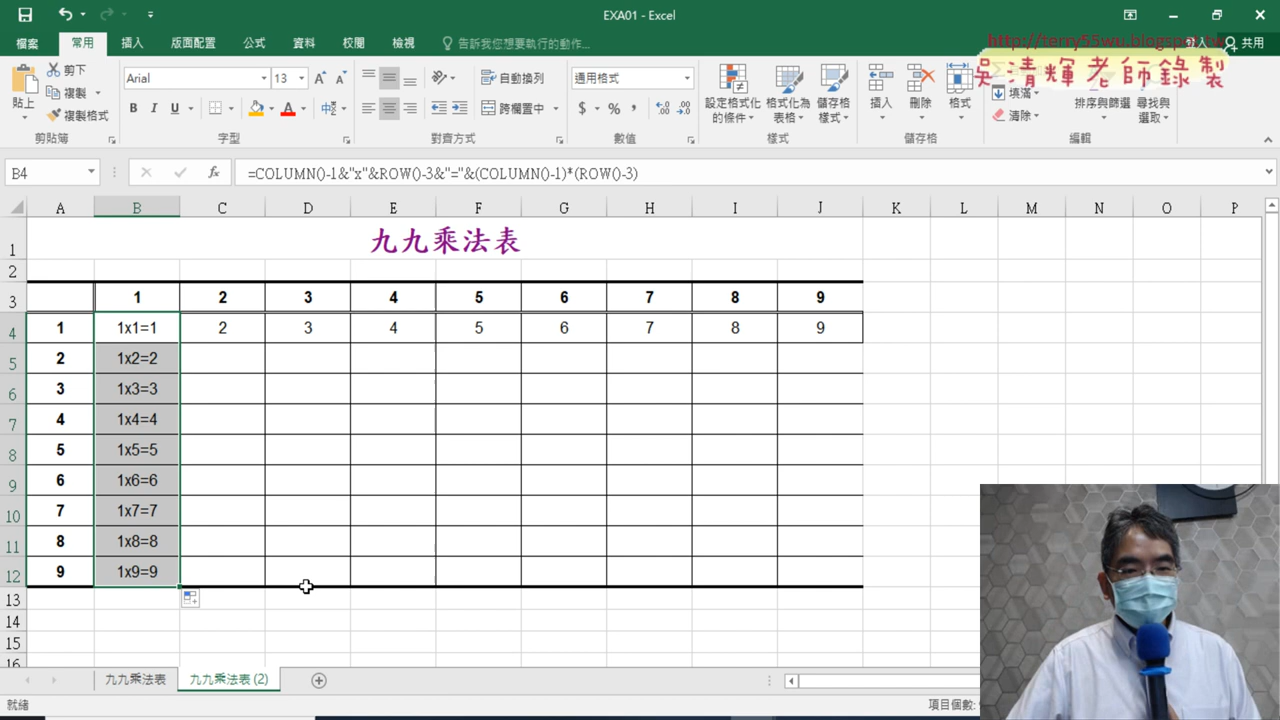 EXA01 - Excel
http://terry55wu.blogspot.tw
吳清輝老師錄製
檔案 常用 插入 版面配置 公式 資料 校閱 檢視 告訴我您想要執行的動作... 共用
貼上 剪下 複製 複製格式 剪貼簿
Arial 13 B I U 字型
自動換列 跨欄置中 對齊方式
通用格式 $ % 數值
設定格式化的條件 格式化為表格 儲存格樣式 樣式
插入 刪除 格式 儲存格
填滿 清除 排序與篩選 尋找與選取 編輯
B4 fx =COLUMN()-1&"x"&ROW()-3&"="&(COLUMN()-1)*(ROW()-3)
A B C D E F G H I J K L M N O P
1 九九乘法表
2
3 1 2 3 4 5 6 7 8 9
4 1 1x1=1 2 3 4 5 6 7 8 9
5 2 1x2=2
6 3 1x3=3
7 4 1x4=4
8 5 1x5=5
9 6 1x6=6
10 7 1x7=7
11 8 1x8=8
12 9 1x9=9
13
14
15
16
九九乘法表 九九乘法表 (2)
就緒 項目個數: